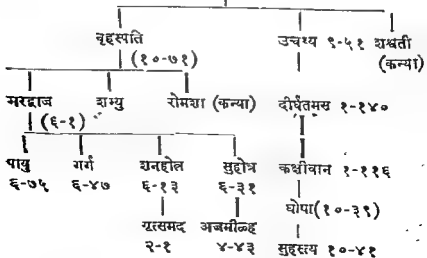 बृहस्पति उचथ्य ९-५१ शश्वती
(१०-७१) (कन्या)
भरद्वाज शम्यु रोमशा (कन्या) दीर्घतमस १-१४०
(६-१)
पायु गर्ग शनहोत्र सुहोत्र कक्षीवान १-११६
६-७५ ६-४७ ६-१३ ६-३१
घोषा(१०-३९)
गृत्समद अजमीळ्ह
२-१ ४-४३ सुहस्त्य १०-४१